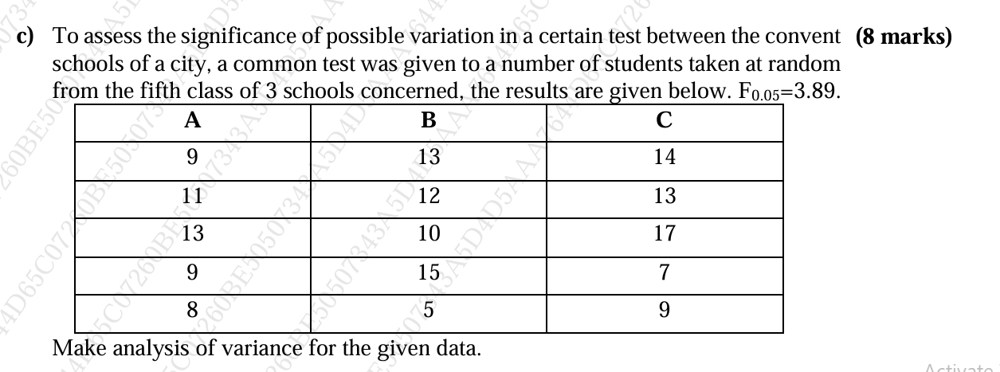 c) To assess the significance of possible variation in a certain test between the convent (8 marks)
schools of a city, a common test was given to a number of students taken at random
from the fifth class of 3 schools concerned, the results are given below. F0.05=3.89.
A B C
9 13 14
11 12 13
13 10 17
9 15 7
8 5 9
Make analysis of variance for the given data.